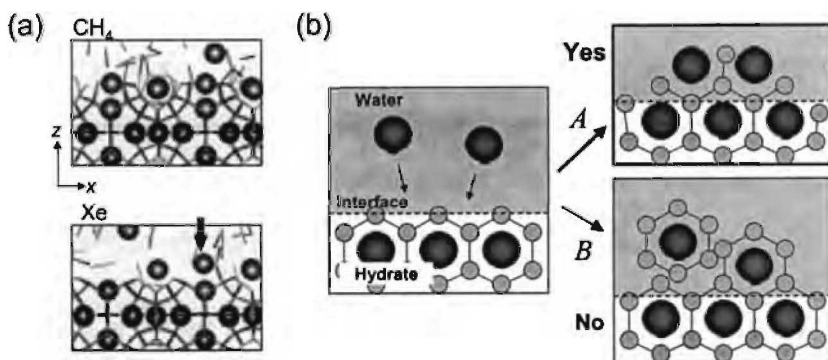 (a)
CH₄
z
x
Xe
(b)
Water
Interface
Hydrate
A
B
Yes
No